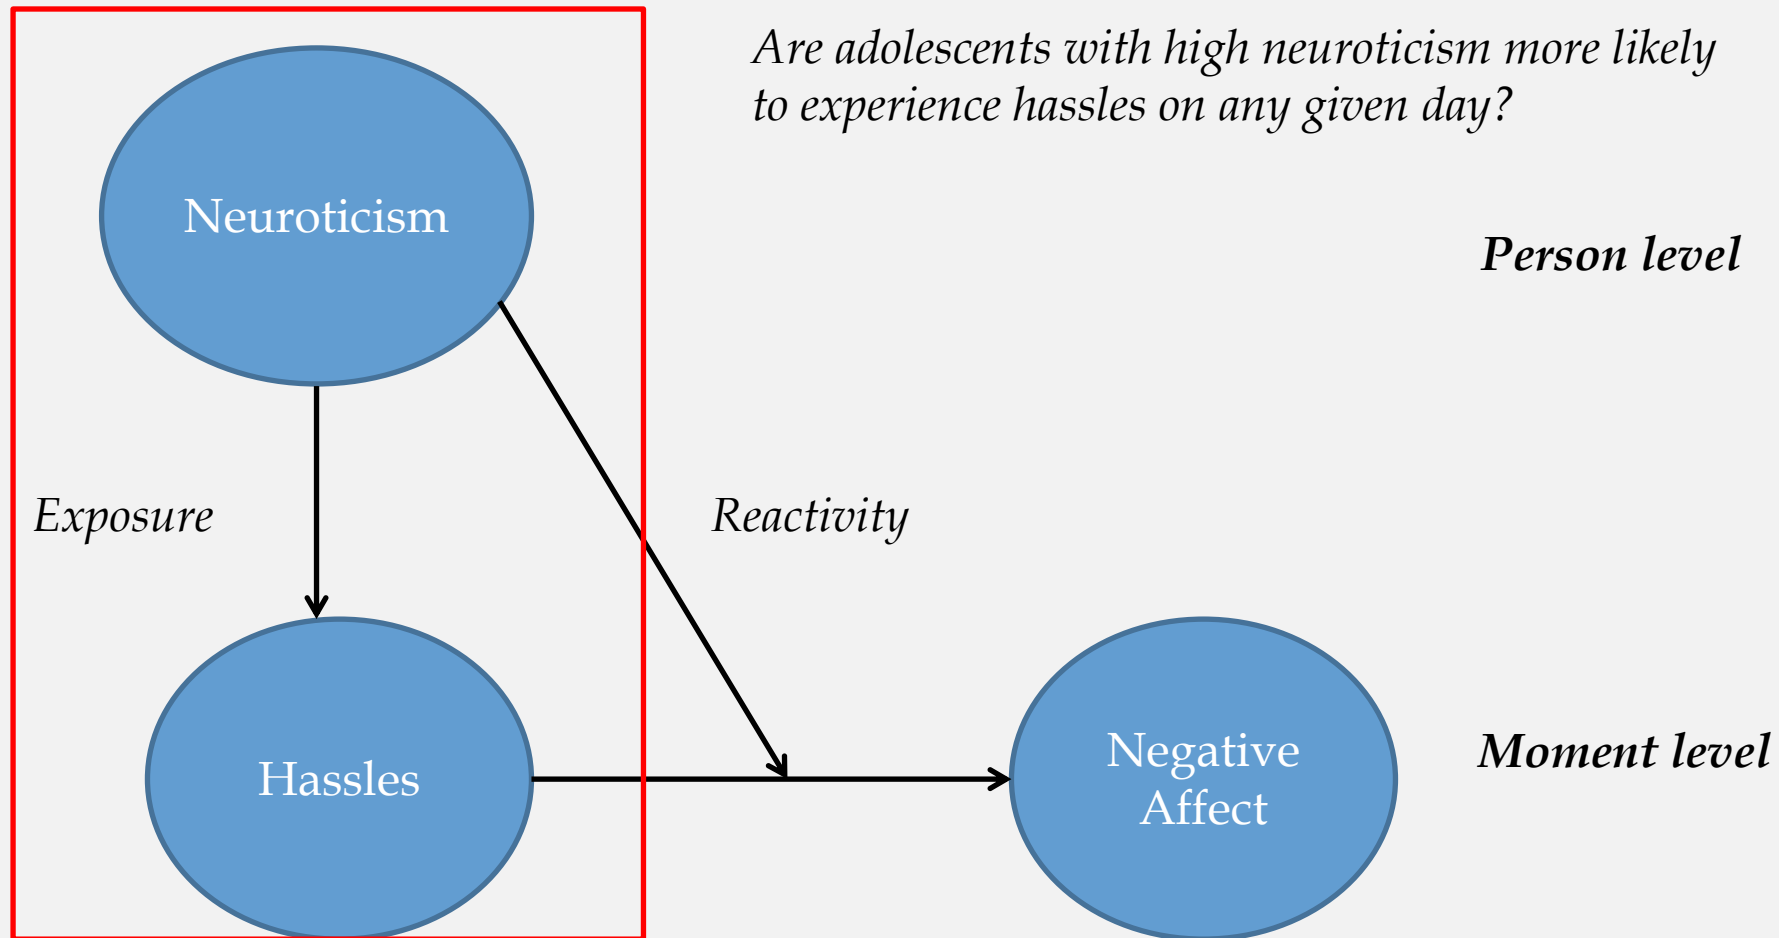 Are adolescents with high neuroticism more likely
to experience hassles on any given day?
Neuroticism
Person level
Exposure
Reactivity
Hassles
Negative
Affect
Moment level